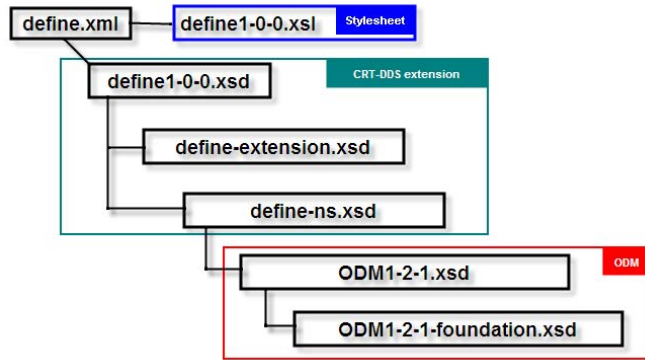 define.xml
define1-0-0.xsl
Stylesheet
define1-0-0.xsd
CRT-DDS extension
define-extension.xsd
define-ns.xsd
ODM
ODM1-2-1.xsd
ODM1-2-1-foundation.xsd